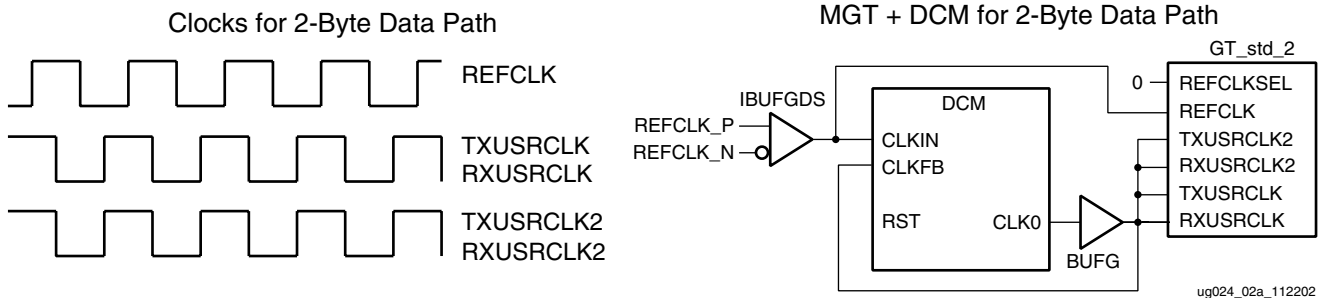 Clocks for 2-Byte Data Path
REFCLK
TXUSRCLK
RXUSRCLK
TXUSRCLK2
RXUSRCLK2
MGT + DCM for 2-Byte Data Path
GT_std_2
0
REFCLKSEL
REFCLK
TXUSRCLK2
RXUSRCLK2
TXUSRCLK
RXUSRCLK
IBUFGDS
REFCLK_P
REFCLK_N
DCM
CLKIN
CLKFB
RST
CLK0
BUFG
ug024_02a_112202